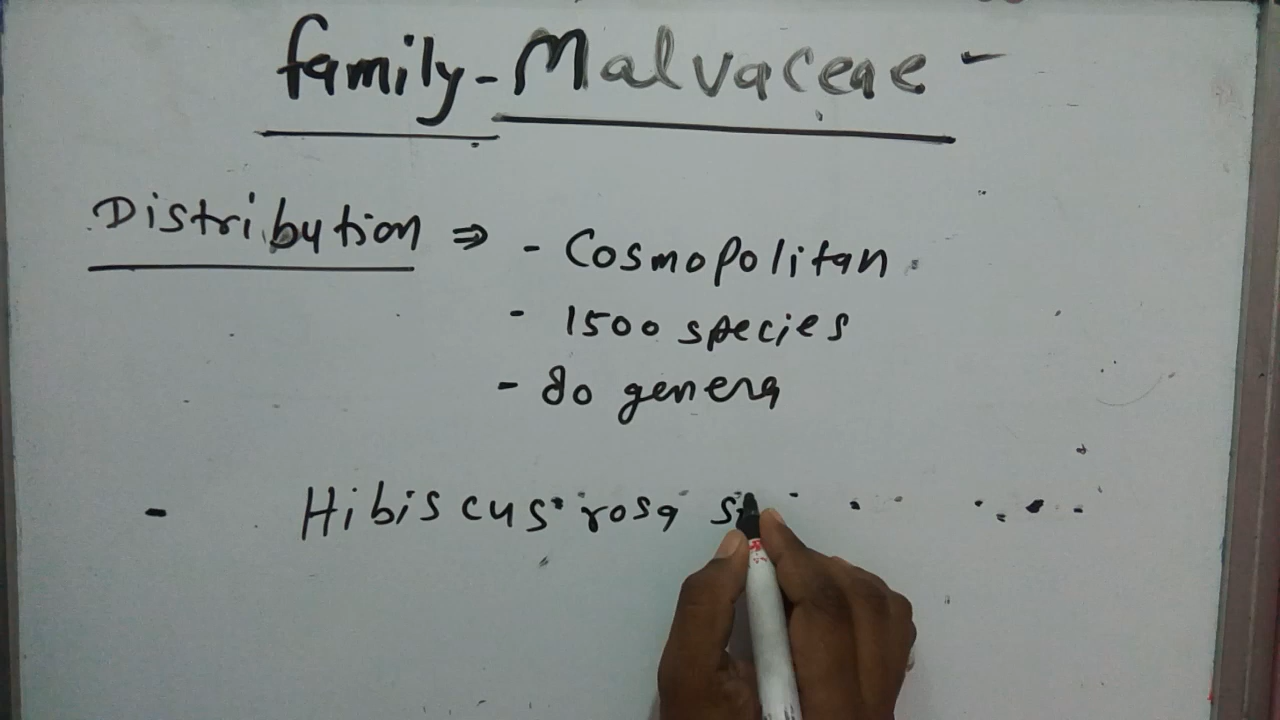 family - Malvaceae -
Distribution ⇒ - Cosmopolitan
- 1500 species
- 80 genera
- Hibiscus rosa